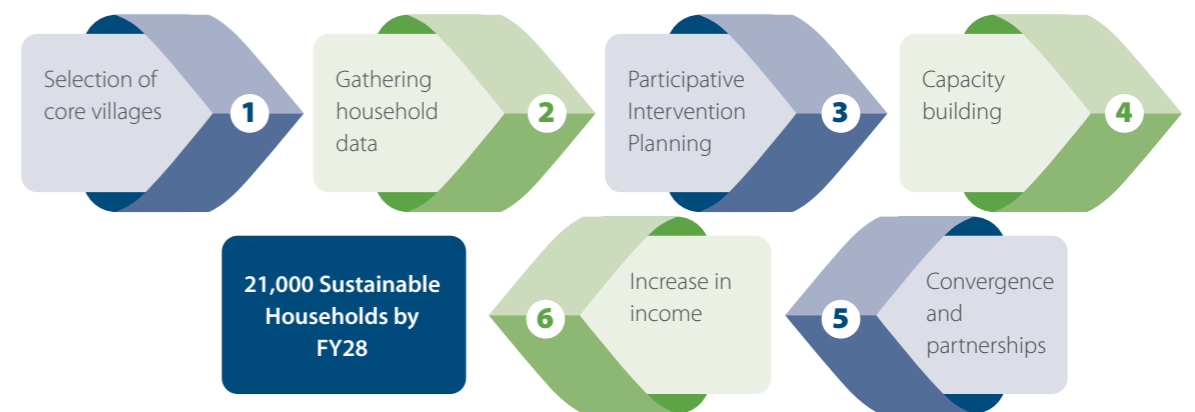 Selection of
core villages
1
Gathering
household
data
2
Participative
Intervention
Planning
3
Capacity
building
4
Convergence
and
partnerships
5
Increase in
income
6
21,000 Sustainable
Households by
FY28